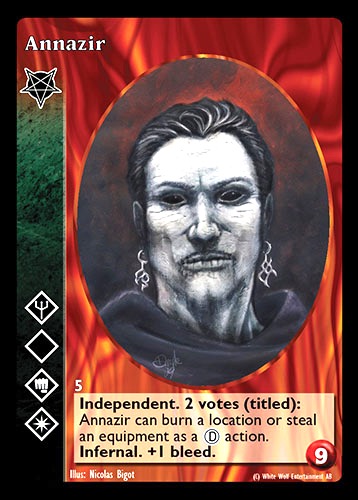 Annazir
5
Independent. 2 votes (titled):
Annazir can burn a location or steal
an equipment as a Ⓓ action.
Infernal. +1 bleed.
9
Illus: Nicolas Bigot
(C) White Wolf Entertainment AB